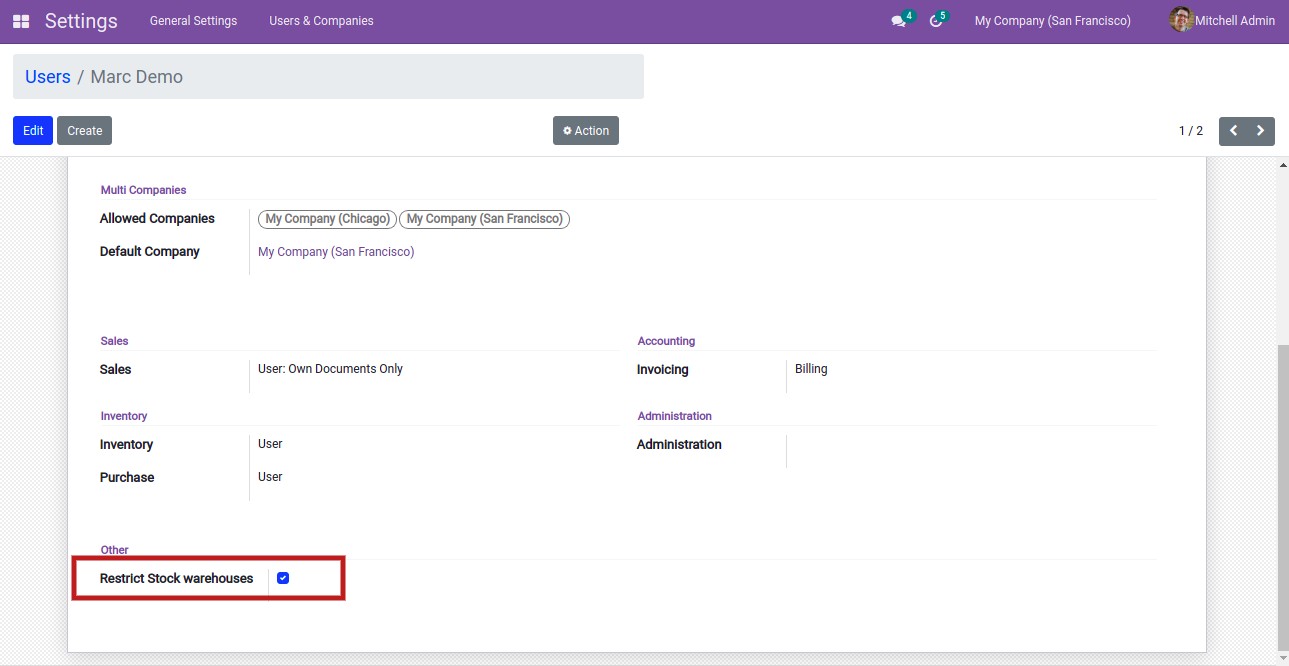 Settings General Settings Users & Companies 4 5 My Company (San Francisco) Mitchell Admin
Users / Marc Demo
Edit Create Action 1 / 2
Multi Companies
Allowed Companies My Company (Chicago) My Company (San Francisco)
Default Company My Company (San Francisco)
Sales Accounting
Sales User: Own Documents Only Invoicing Billing
Inventory Administration
Inventory User Administration
Purchase User
Other
Restrict Stock warehouses